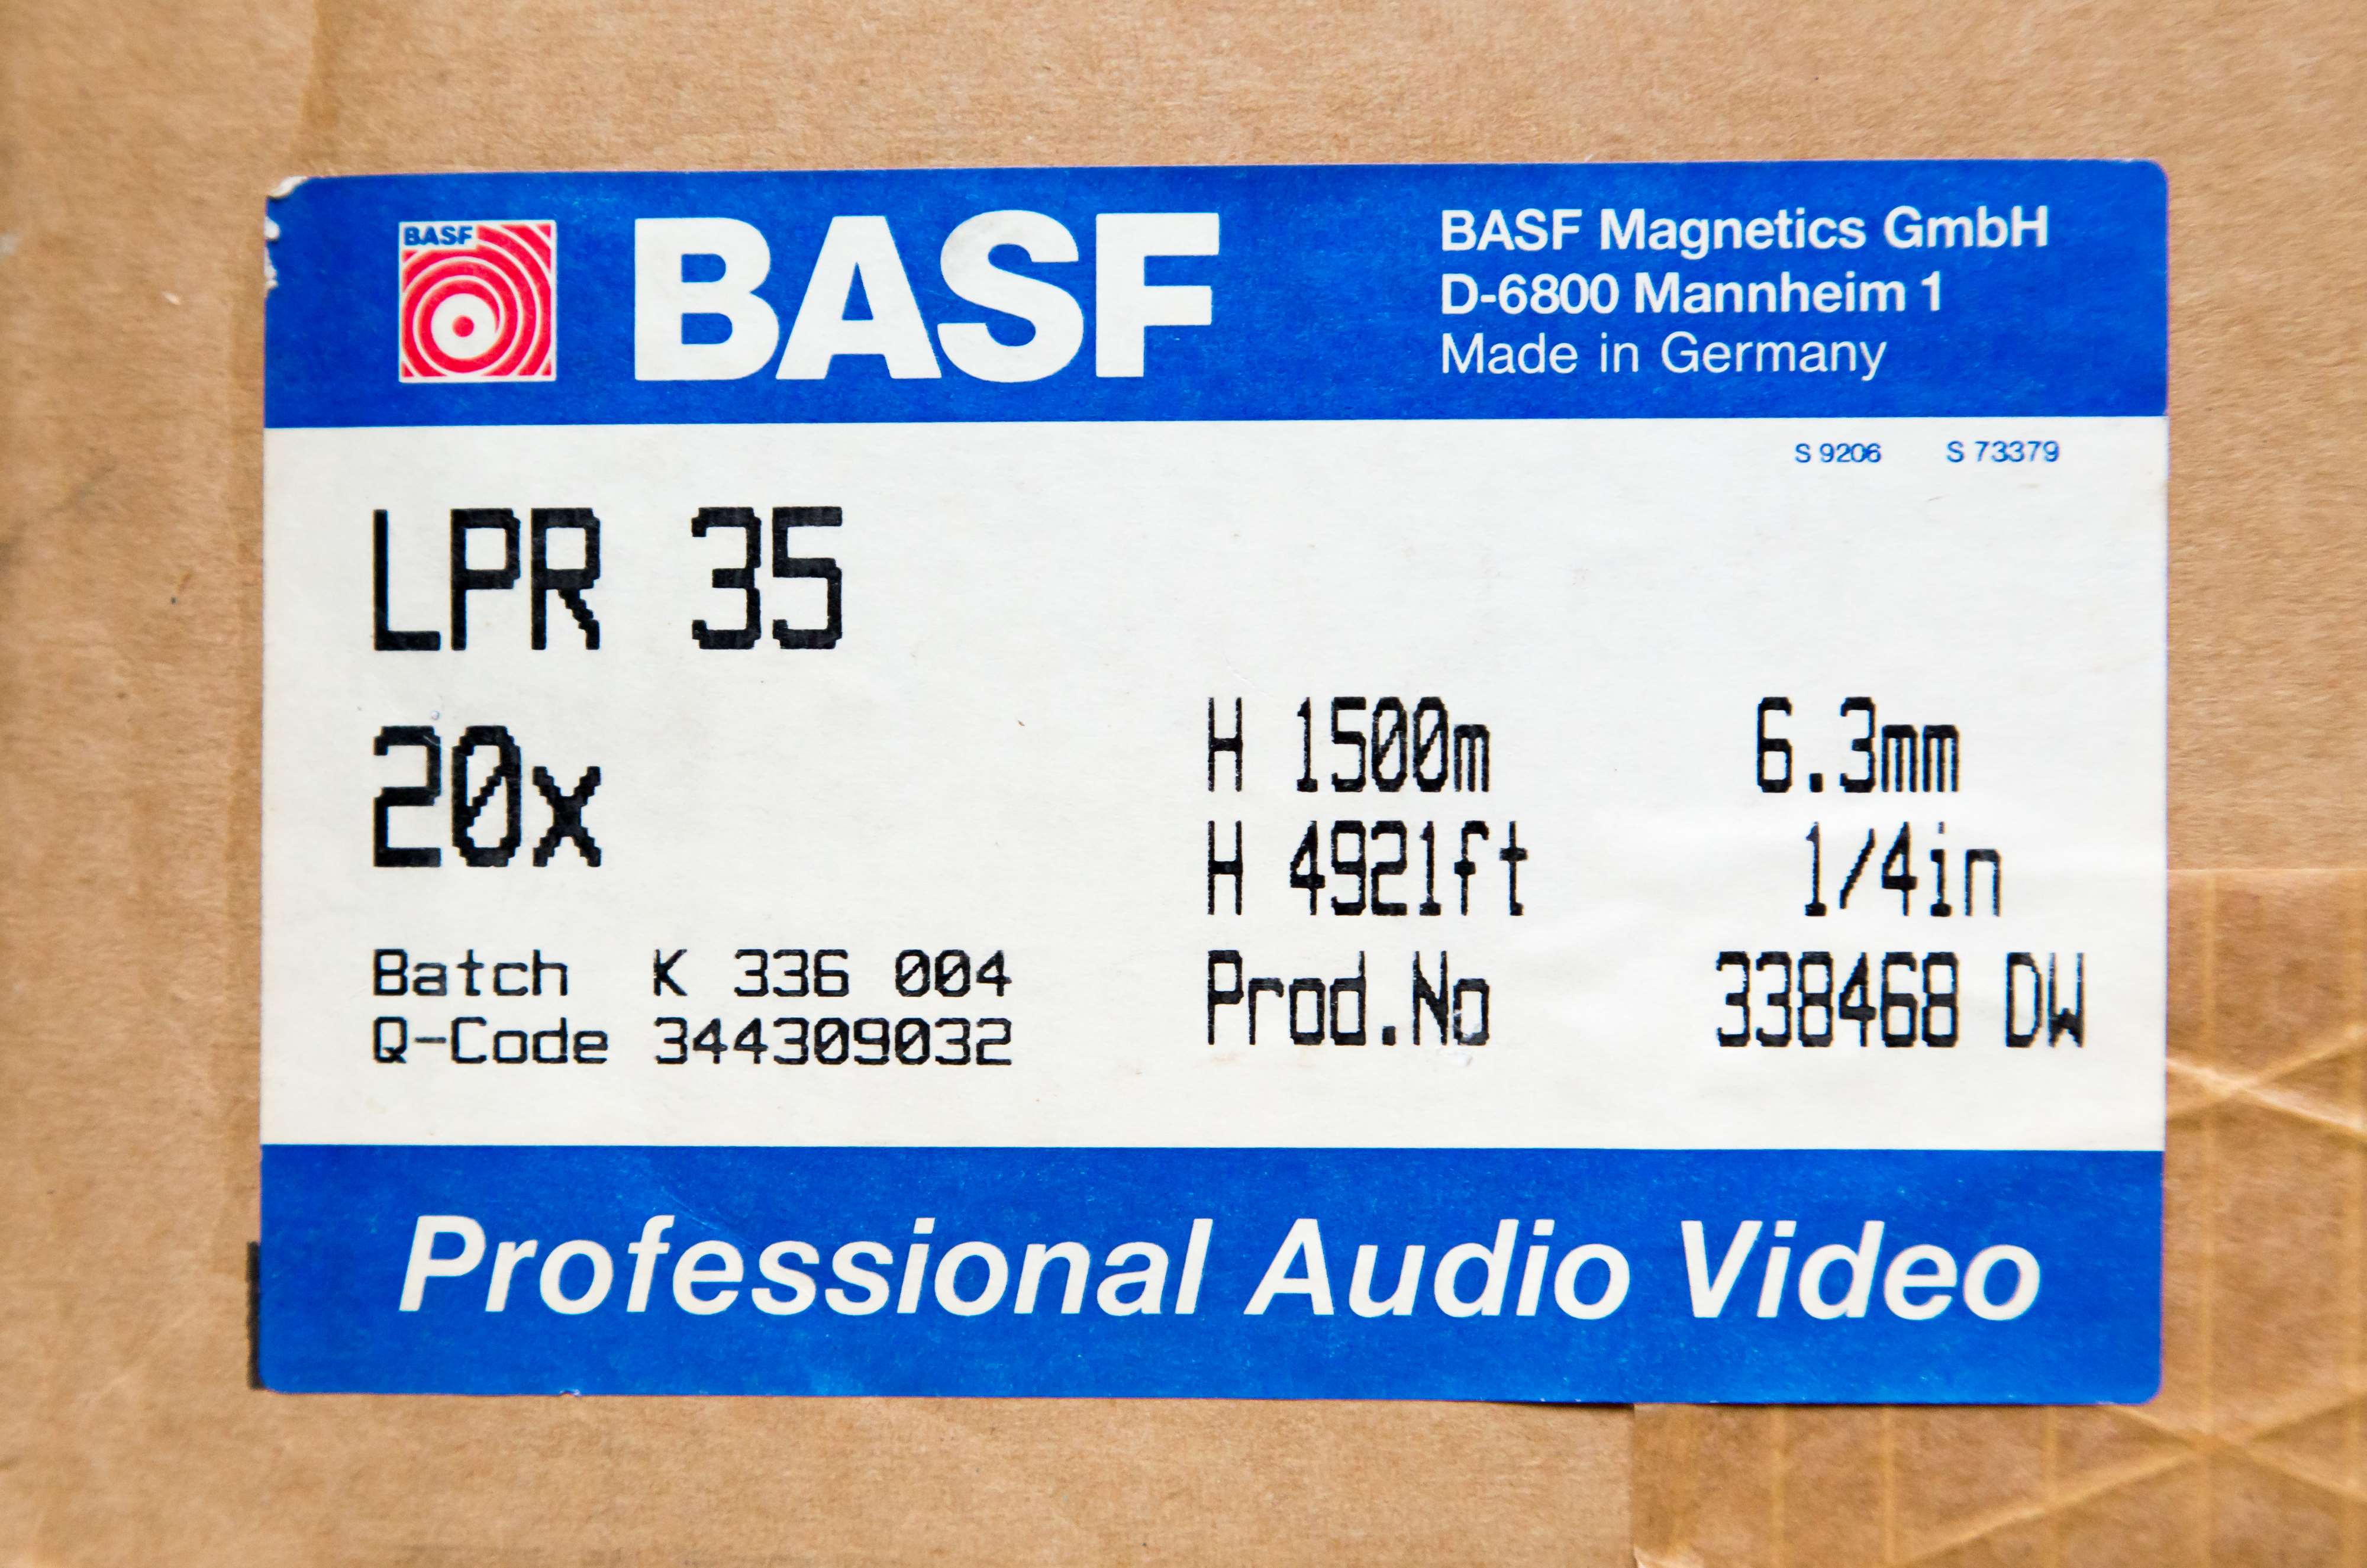 BASF
BASF
BASF Magnetics GmbH
D-6800 Mannheim 1
Made in Germany
S 9206 S 73379
LPR 35
20x
H 1500m 6.3mm
H 4921ft 1/4in
Batch K 336 004
Q-Code 344309032
Prod.No 338468 DW
Professional Audio Video